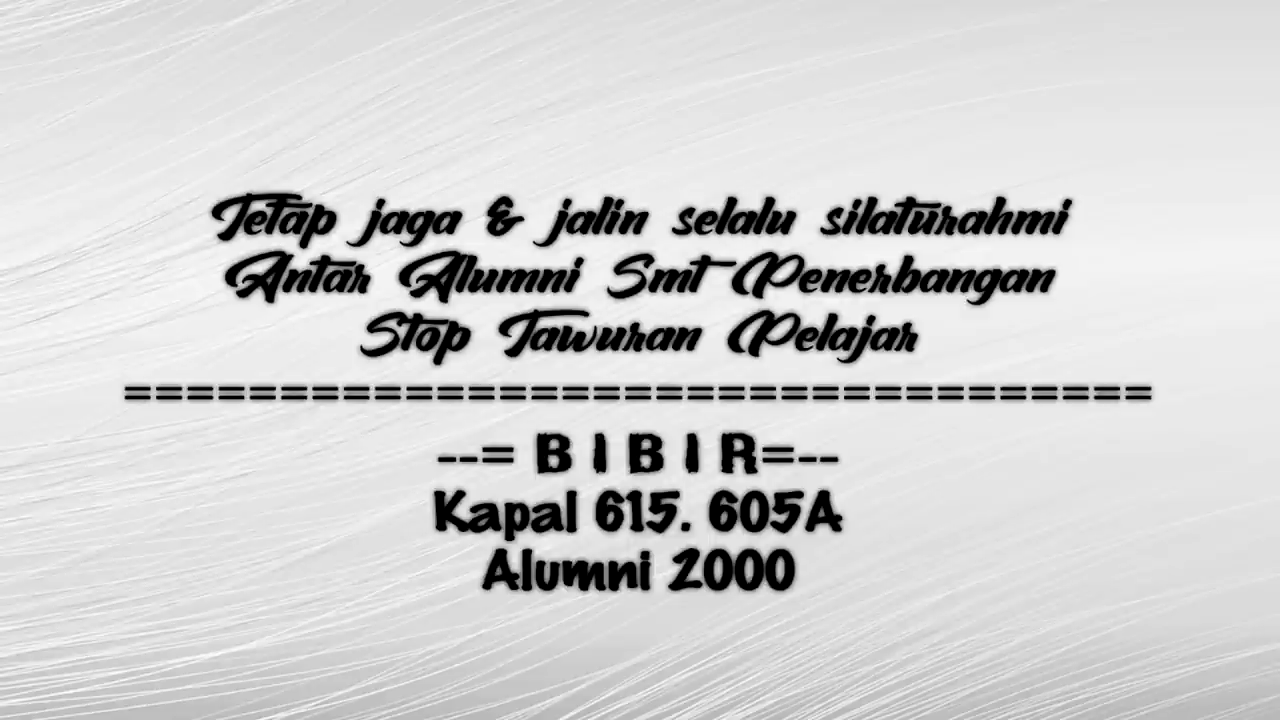 Tetap jaga & jalin selalu silaturahmi
Antar Alumni Smt Penerbangan
Stop Tawuran Pelajar
=================================
--= B I B I R=--
Kapal 615. 605A
Alumni 2000